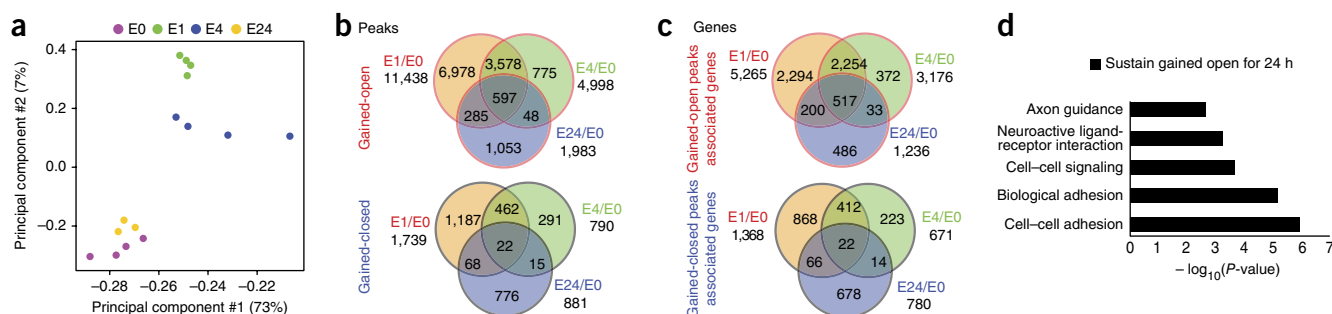 a
E0 E1 E4 E24
0.4
0.2
0.0
−0.2
Principal component #2 (7%)
−0.28 −0.26 −0.24 −0.22
Principal component #1 (73%)
b
Peaks
Gained-open
E1/E0
11,438
6,978
3,578
775
E4/E0
4,998
597
285
48
1,053
E24/E0
1,983
Gained-closed
E1/E0
1,739
1,187
462
291
E4/E0
790
22
68
15
776
E24/E0
881
c
Genes
Gained-open peaks
associated genes
E1/E0
5,265
2,294
2,254
372
E4/E0
3,176
517
200
33
486
E24/E0
1,236
Gained-closed peaks
associated genes
E1/E0
1,368
868
412
223
E4/E0
671
22
66
14
678
E24/E0
780
d
Sustain gained open for 24 h
Axon guidance
Neuroactive ligand-
receptor interaction
Cell–cell signaling
Biological adhesion
Cell–cell adhesion
0 1 2 3 4 5 6 7
− log10(P-value)